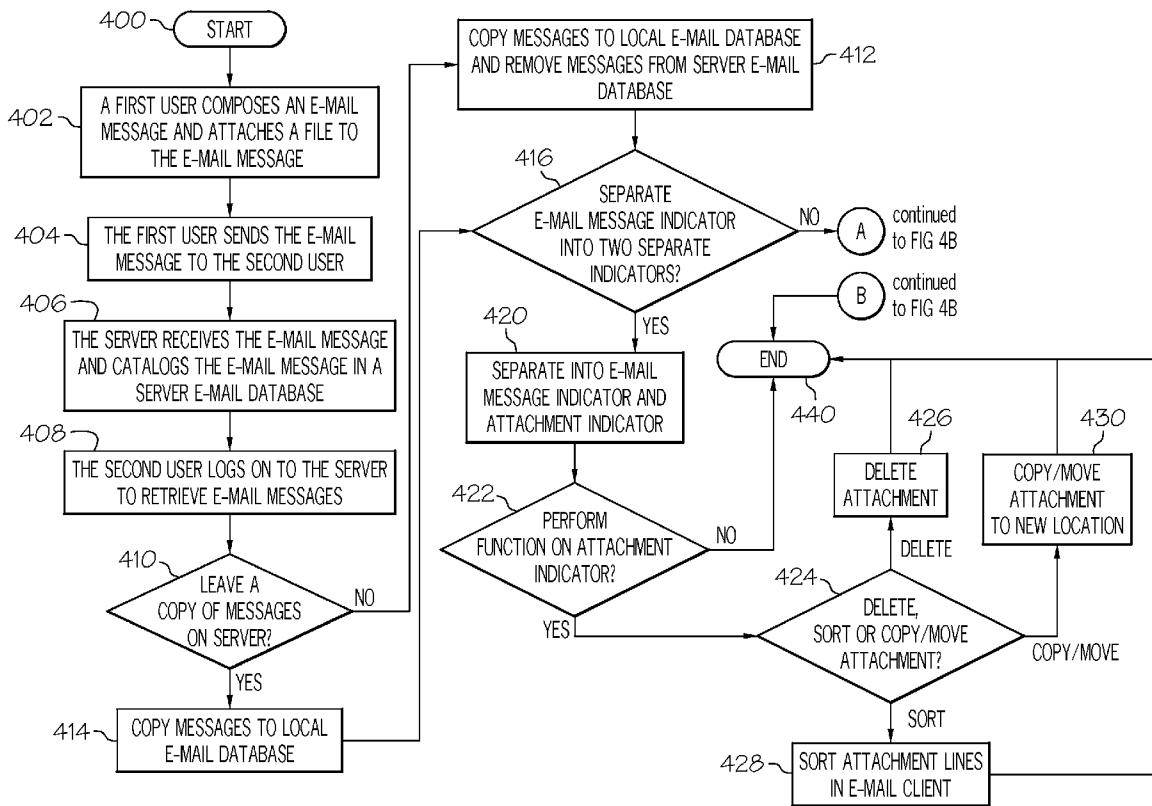 400
START
402
A FIRST USER COMPOSES AN E-MAIL
MESSAGE AND ATTACHES A FILE TO
THE E-MAIL MESSAGE
404
THE FIRST USER SENDS THE E-MAIL
MESSAGE TO THE SECOND USER
406
THE SERVER RECEIVES THE E-MAIL MESSAGE
AND CATALOGS THE E-MAIL MESSAGE IN A
SERVER E-MAIL DATABASE
408
THE SECOND USER LOGS ON TO THE SERVER
TO RETRIEVE E-MAIL MESSAGES
410
LEAVE A
COPY OF MESSAGES
ON SERVER?
NO
YES
414
COPY MESSAGES TO LOCAL
E-MAIL DATABASE
COPY MESSAGES TO LOCAL E-MAIL DATABASE
AND REMOVE MESSAGES FROM SERVER E-MAIL
DATABASE
412
416
SEPARATE
E-MAIL MESSAGE INDICATOR
INTO TWO SEPARATE
INDICATORS?
NO
A
continued
to FIG 4B
B
continued
to FIG 4B
YES
420
SEPARATE INTO E-MAIL
MESSAGE INDICATOR AND
ATTACHMENT INDICATOR
END
440
422
PERFORM
FUNCTION ON ATTACHMENT
INDICATOR?
NO
YES
426
DELETE
ATTACHMENT
430
COPY/MOVE
ATTACHMENT
TO NEW LOCATION
DELETE
424
DELETE,
SORT OR COPY/MOVE
ATTACHMENT?
COPY/MOVE
SORT
428
SORT ATTACHMENT LINES
IN E-MAIL CLIENT